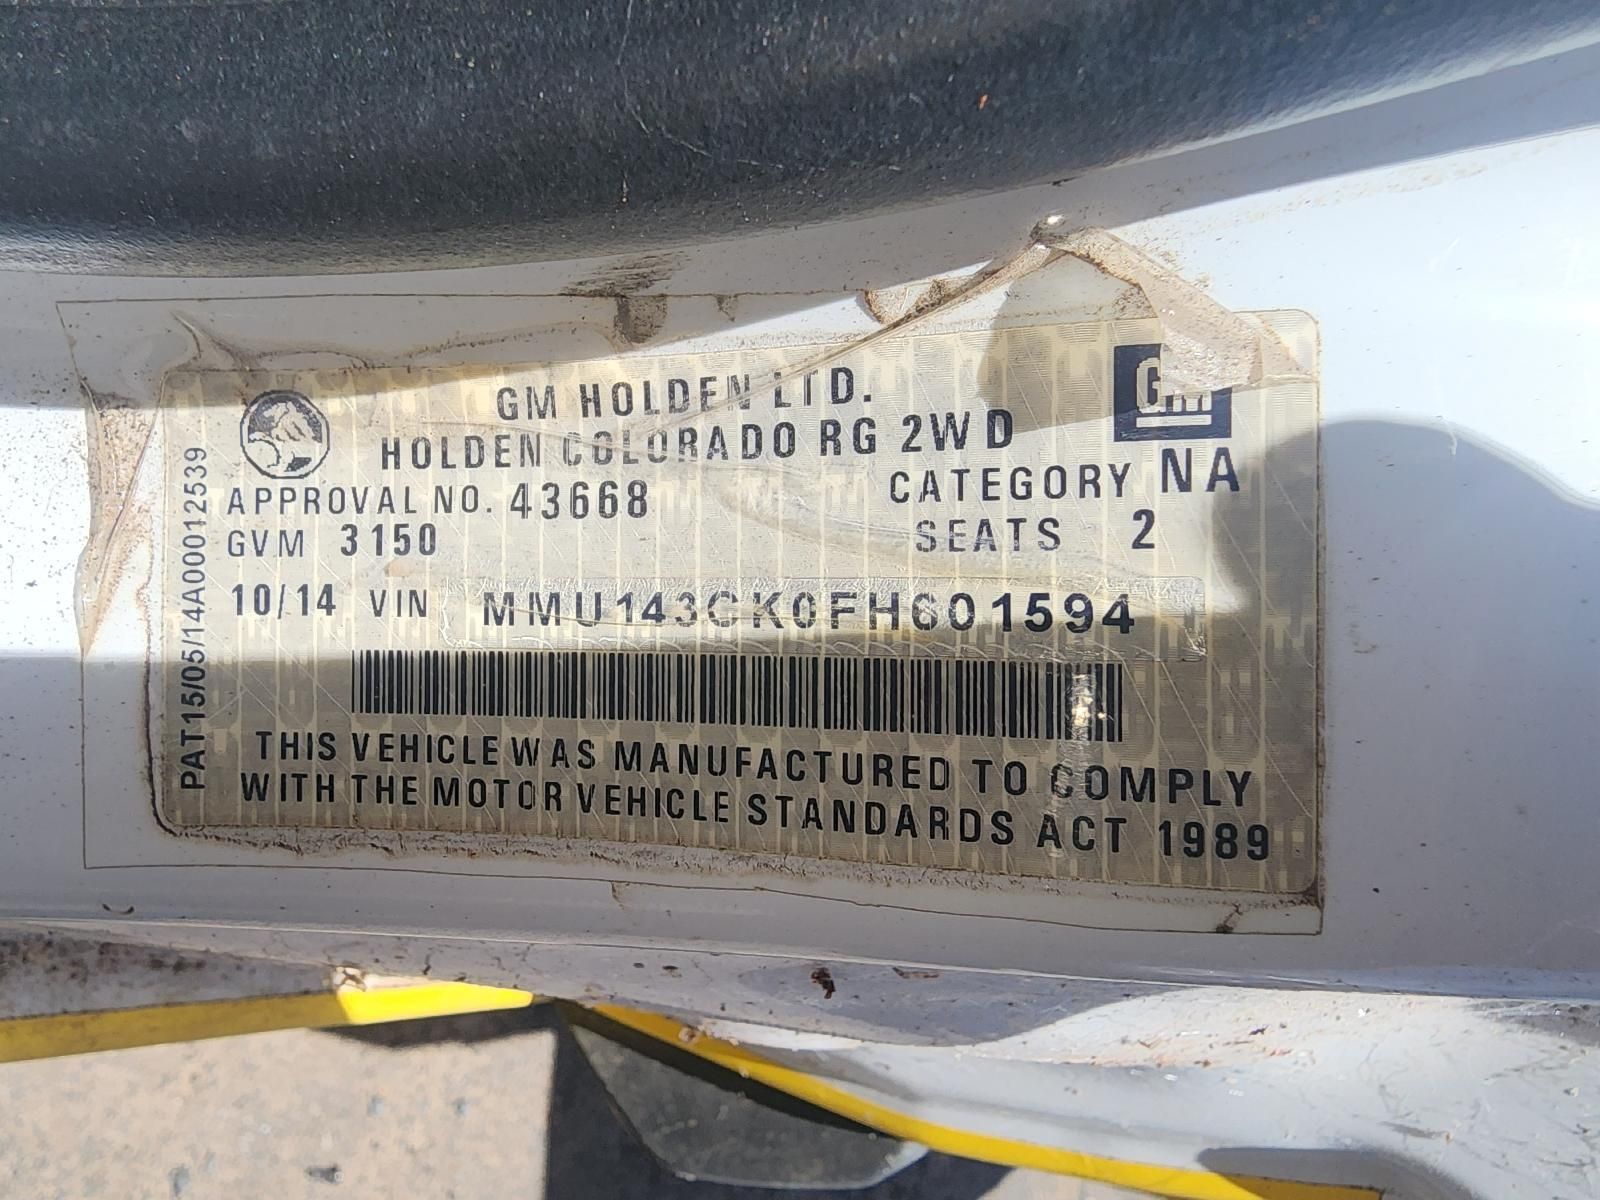 GM HOLDEN LTD.
HOLDEN COLORADO RG 2WD
GM
APPROVAL NO. 43668
CATEGORY NA
GVM 3150
SEATS 2
10/14 VIN MMU143CK0FH601594
THIS VEHICLE WAS MANUFACTURED TO COMPLY
WITH THE MOTOR VEHICLE STANDARDS ACT 1989
PAT15/05/14A00012539